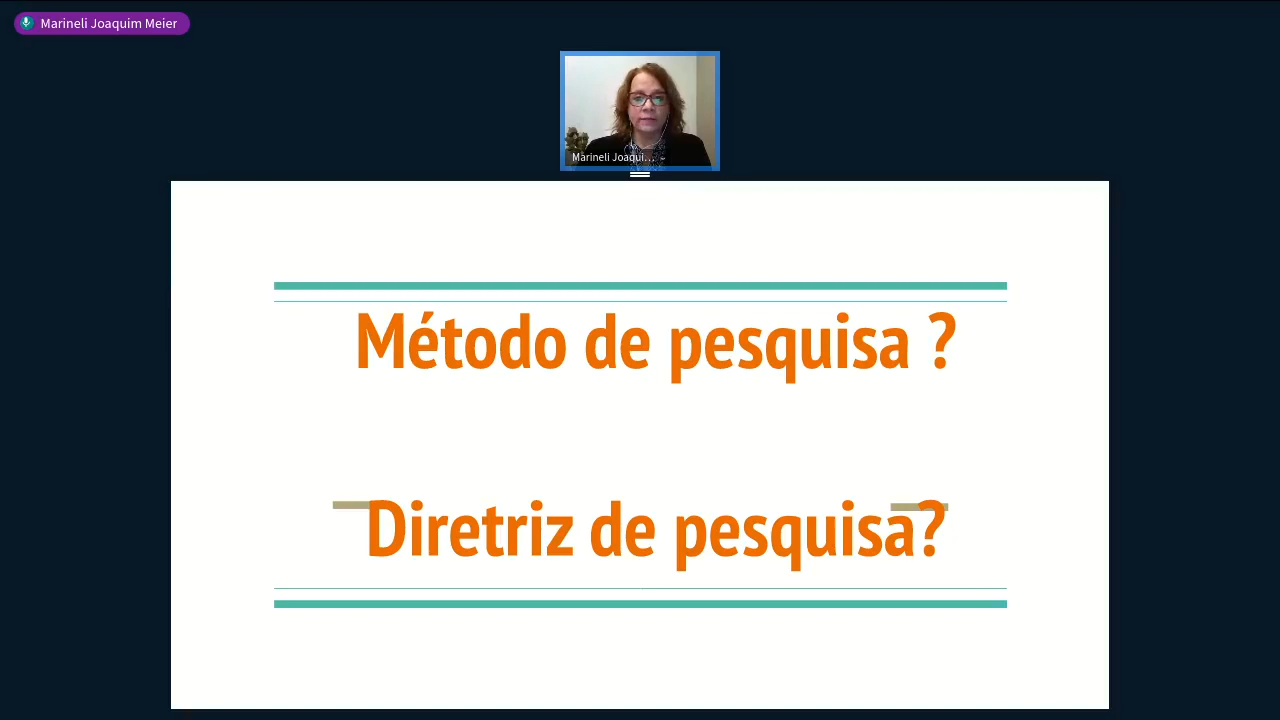 Marineli Joaquim Meier
Marineli Joaqui...
Método de pesquisa ?
Diretriz de pesquisa?